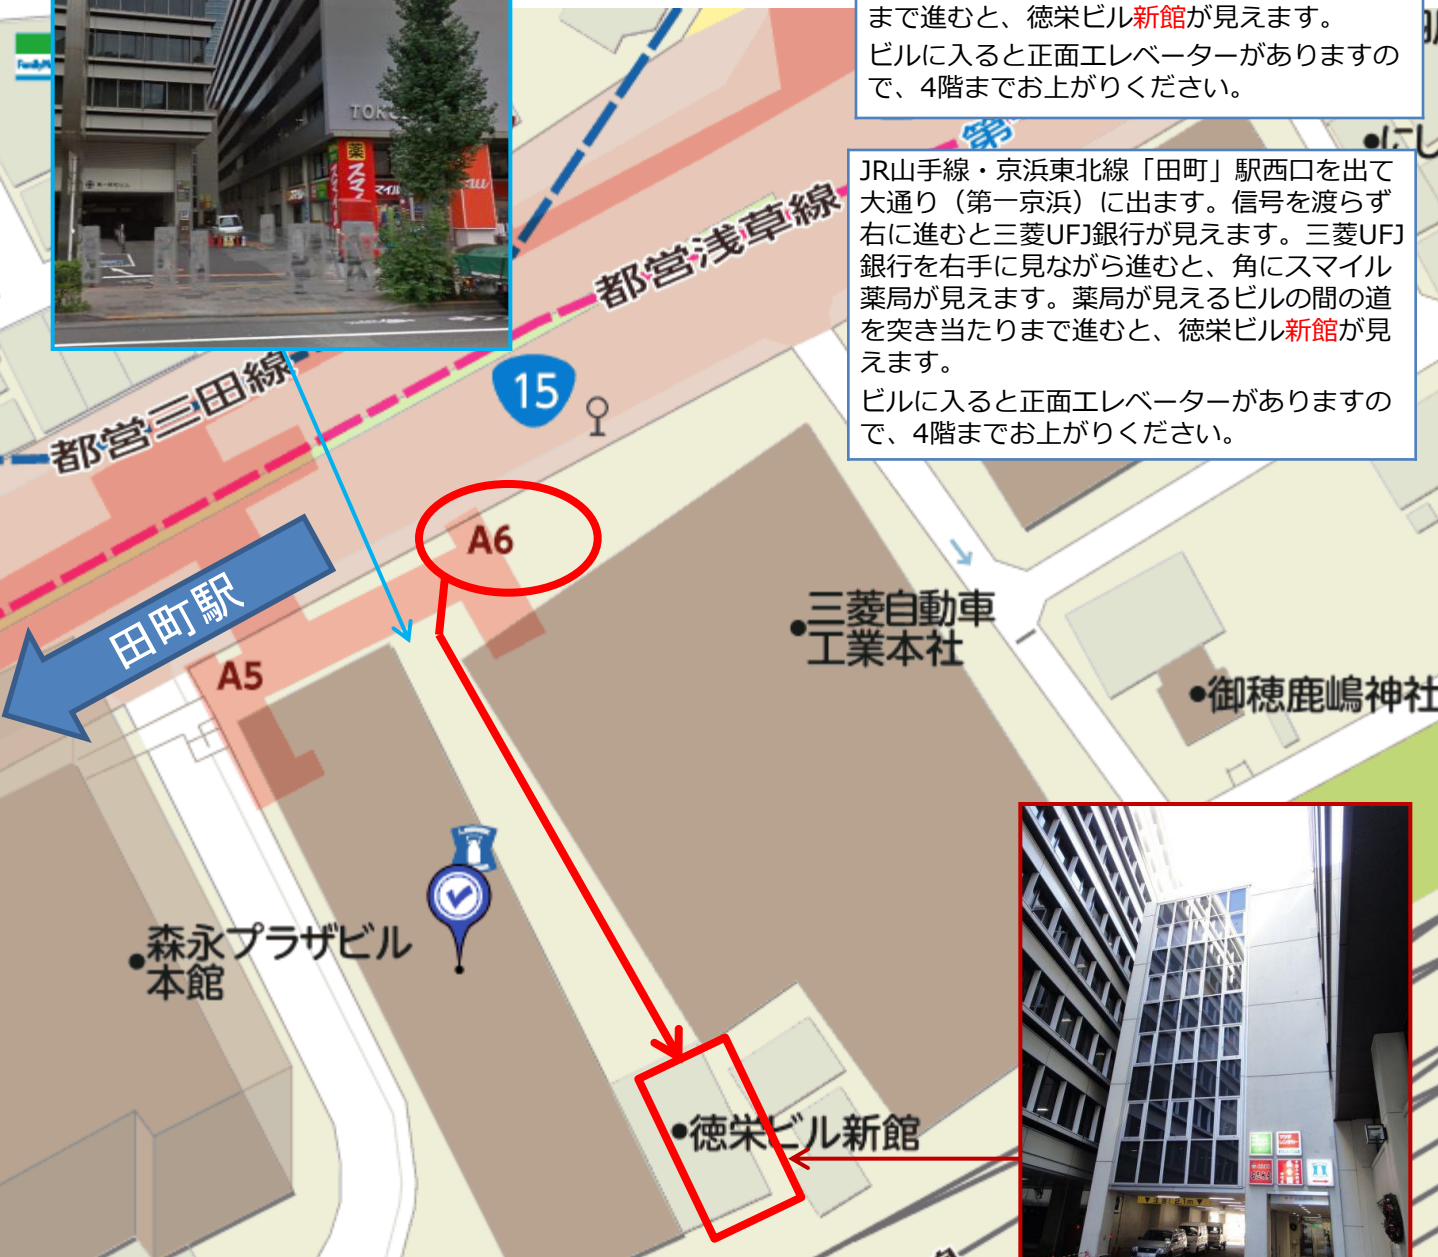 まで進むと、徳栄ビル新館が見えます。
ビルに入ると正面エレベーターがありますの
で、4階までお上がりください。
FamilyM
TOK
薬
スマ
マイル
第
●にし
JR山手線・京浜東北線「田町」駅西口を出て
大通り（第一京浜）に出ます。信号を渡らず
右に進むと三菱UFJ銀行が見えます。三菱UFJ
銀行を右手に見ながら進むと、角にスマイル
薬局が見えます。薬局が見えるビルの間の道
を突き当たりまで進むと、徳栄ビル新館が見
えます。
ビルに入ると正面エレベーターがありますの
で、4階までお上がりください。
都営浅草線
都営三田線
15
A6
田町駅
A5
●三菱自動車
工業本社
●御穂鹿嶋神社
●森永プラザビル
本館
●徳栄ビル新館